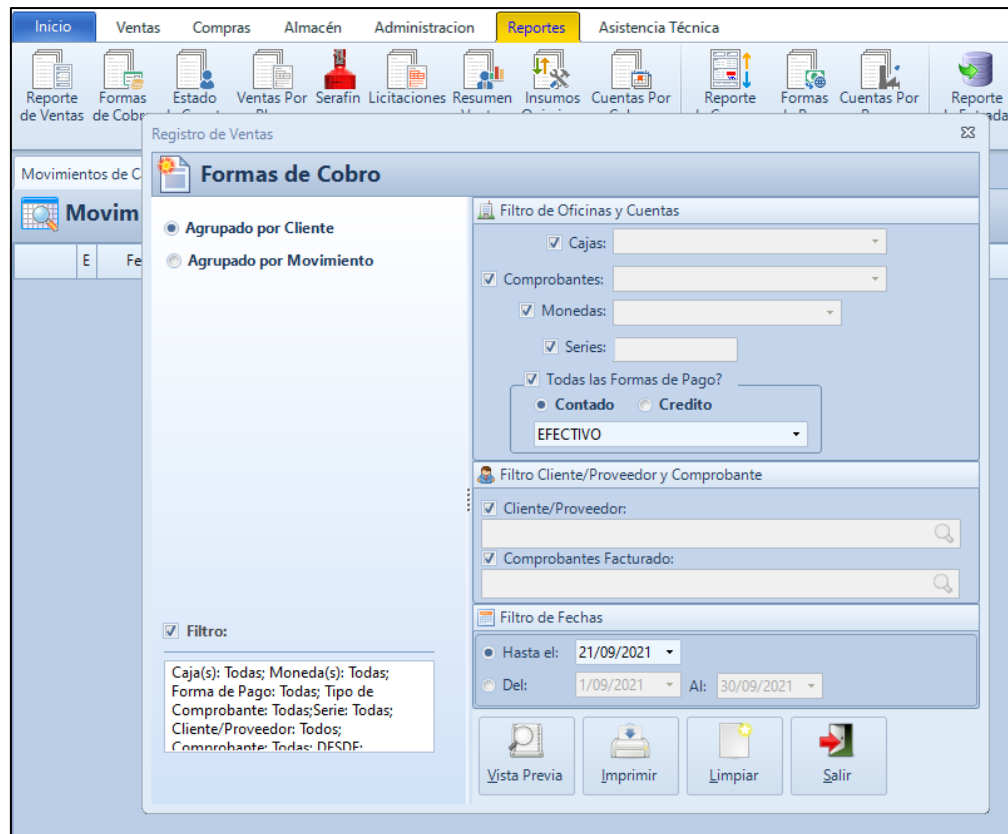 Inicio Ventas Compras Almacén Administracion Reportes Asistencia Técnica
Reporte Formas Estado Ventas Por Serafin Licitaciones Resumen Insumos Cuentas Por Reporte Formas Cuentas Por Reporte
de Ventas de Cobr
Registro de Ventas
Movimientos de C
Formas de Cobro
Movim
E Fe
Agrupado por Cliente
Agrupado por Movimiento
Filtro:
Caja(s): Todas; Moneda(s): Todas;
Forma de Pago: Todas; Tipo de
Comprobante: Todas;Serie: Todas;
Cliente/Proveedor: Todos;
Comprobante: Todas; DESDE:
Filtro de Oficinas y Cuentas
Cajas:
Comprobantes:
Monedas:
Series:
Todas las Formas de Pago?
Contado Credito
EFECTIVO
Filtro Cliente/Proveedor y Comprobante
Cliente/Proveedor:
Comprobantes Facturado:
Filtro de Fechas
Hasta el: 21/09/2021
Del: 1/09/2021 Al: 30/09/2021
Vista Previa Imprimir Limpiar Salir